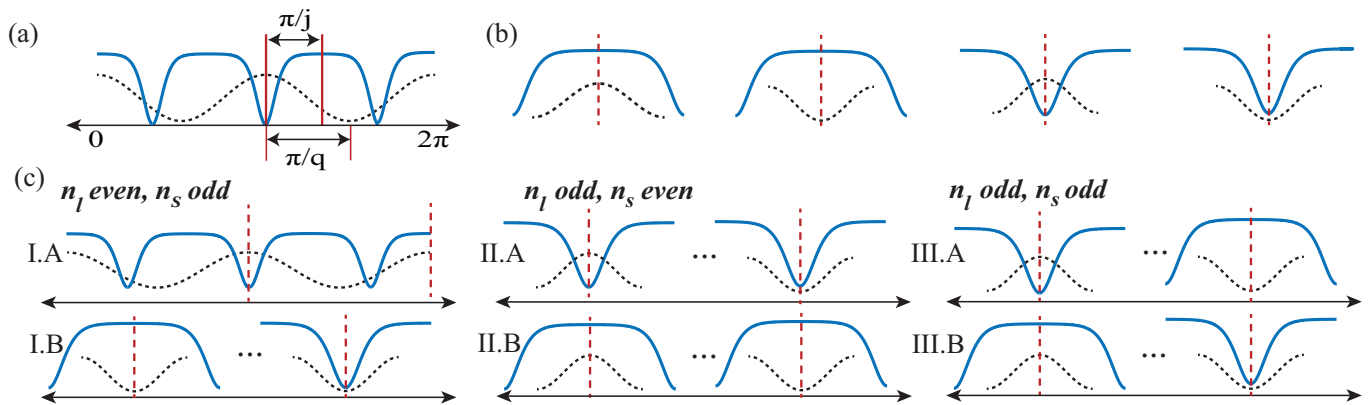 (a)
π/j
0
2π
π/q
(b)
(c)
n_l even, n_s odd
n_l odd, n_s even
n_l odd, n_s odd
I.A
II.A
...
III.A
...
I.B
...
II.B
...
III.B
...